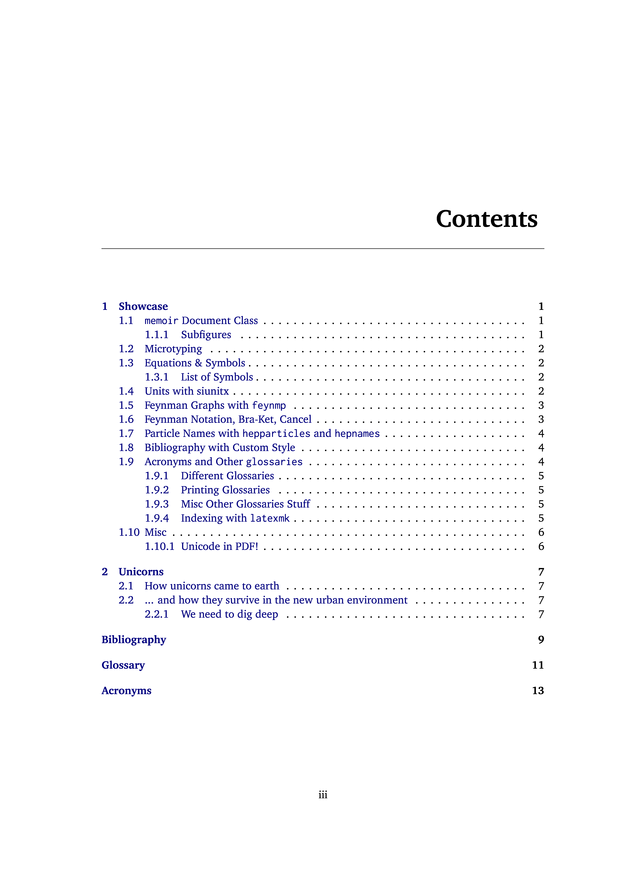 Contents
1 Showcase 1
1.1 memoir Document Class . . . . . . . . . . . . . . . . . . . . . . . . . . . . . . . . . . . 1
1.1.1 Subfigures . . . . . . . . . . . . . . . . . . . . . . . . . . . . . . . . . . . . . . 1
1.2 Microtyping . . . . . . . . . . . . . . . . . . . . . . . . . . . . . . . . . . . . . . . . . . 2
1.3 Equations & Symbols . . . . . . . . . . . . . . . . . . . . . . . . . . . . . . . . . . . . . 2
1.3.1 List of Symbols . . . . . . . . . . . . . . . . . . . . . . . . . . . . . . . . . . . . 2
1.4 Units with siunitx . . . . . . . . . . . . . . . . . . . . . . . . . . . . . . . . . . . . . . . 2
1.5 Feynman Graphs with feynmp . . . . . . . . . . . . . . . . . . . . . . . . . . . . . . . 3
1.6 Feynman Notation, Bra-Ket, Cancel . . . . . . . . . . . . . . . . . . . . . . . . . . . . 3
1.7 Particle Names with hepparticles and hepnames . . . . . . . . . . . . . . . . . . . 4
1.8 Bibliography with Custom Style . . . . . . . . . . . . . . . . . . . . . . . . . . . . . . 4
1.9 Acronyms and Other glossaries . . . . . . . . . . . . . . . . . . . . . . . . . . . . . 4
1.9.1 Different Glossaries . . . . . . . . . . . . . . . . . . . . . . . . . . . . . . . . . 5
1.9.2 Printing Glossaries . . . . . . . . . . . . . . . . . . . . . . . . . . . . . . . . . 5
1.9.3 Misc Other Glossaries Stuff . . . . . . . . . . . . . . . . . . . . . . . . . . . . 5
1.9.4 Indexing with latexmk . . . . . . . . . . . . . . . . . . . . . . . . . . . . . . . 5
1.10 Misc . . . . . . . . . . . . . . . . . . . . . . . . . . . . . . . . . . . . . . . . . . . . . . . 6
1.10.1 Unicode in PDF! . . . . . . . . . . . . . . . . . . . . . . . . . . . . . . . . . . . 6
2 Unicorns 7
2.1 How unicorns came to earth . . . . . . . . . . . . . . . . . . . . . . . . . . . . . . . . 7
2.2 ... and how they survive in the new urban environment . . . . . . . . . . . . . . . 7
2.2.1 We need to dig deep . . . . . . . . . . . . . . . . . . . . . . . . . . . . . . . . 7
Bibliography 9
Glossary 11
Acronyms 13
iii